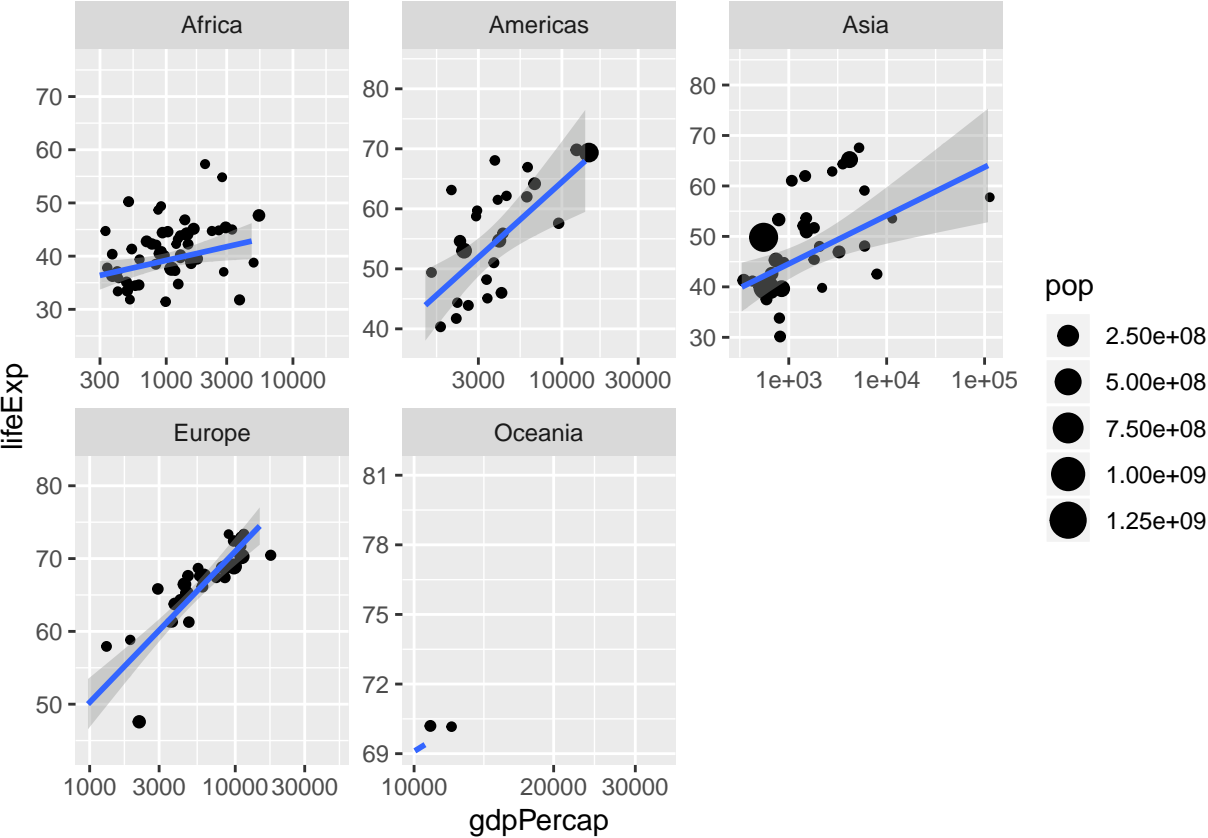 Africa
Americas
Asia
70
60
50
40
30
300 1000 3000 10000
80
70
60
50
40
3000 10000 30000
80
70
60
50
40
30
1e+03 1e+04 1e+05
lifeExp
Europe
Oceania
80
70
60
50
1000 3000 10000 30000
81
78
75
72
69
10000 20000 30000
gdpPercap
pop
2.50e+08
5.00e+08
7.50e+08
1.00e+09
1.25e+09